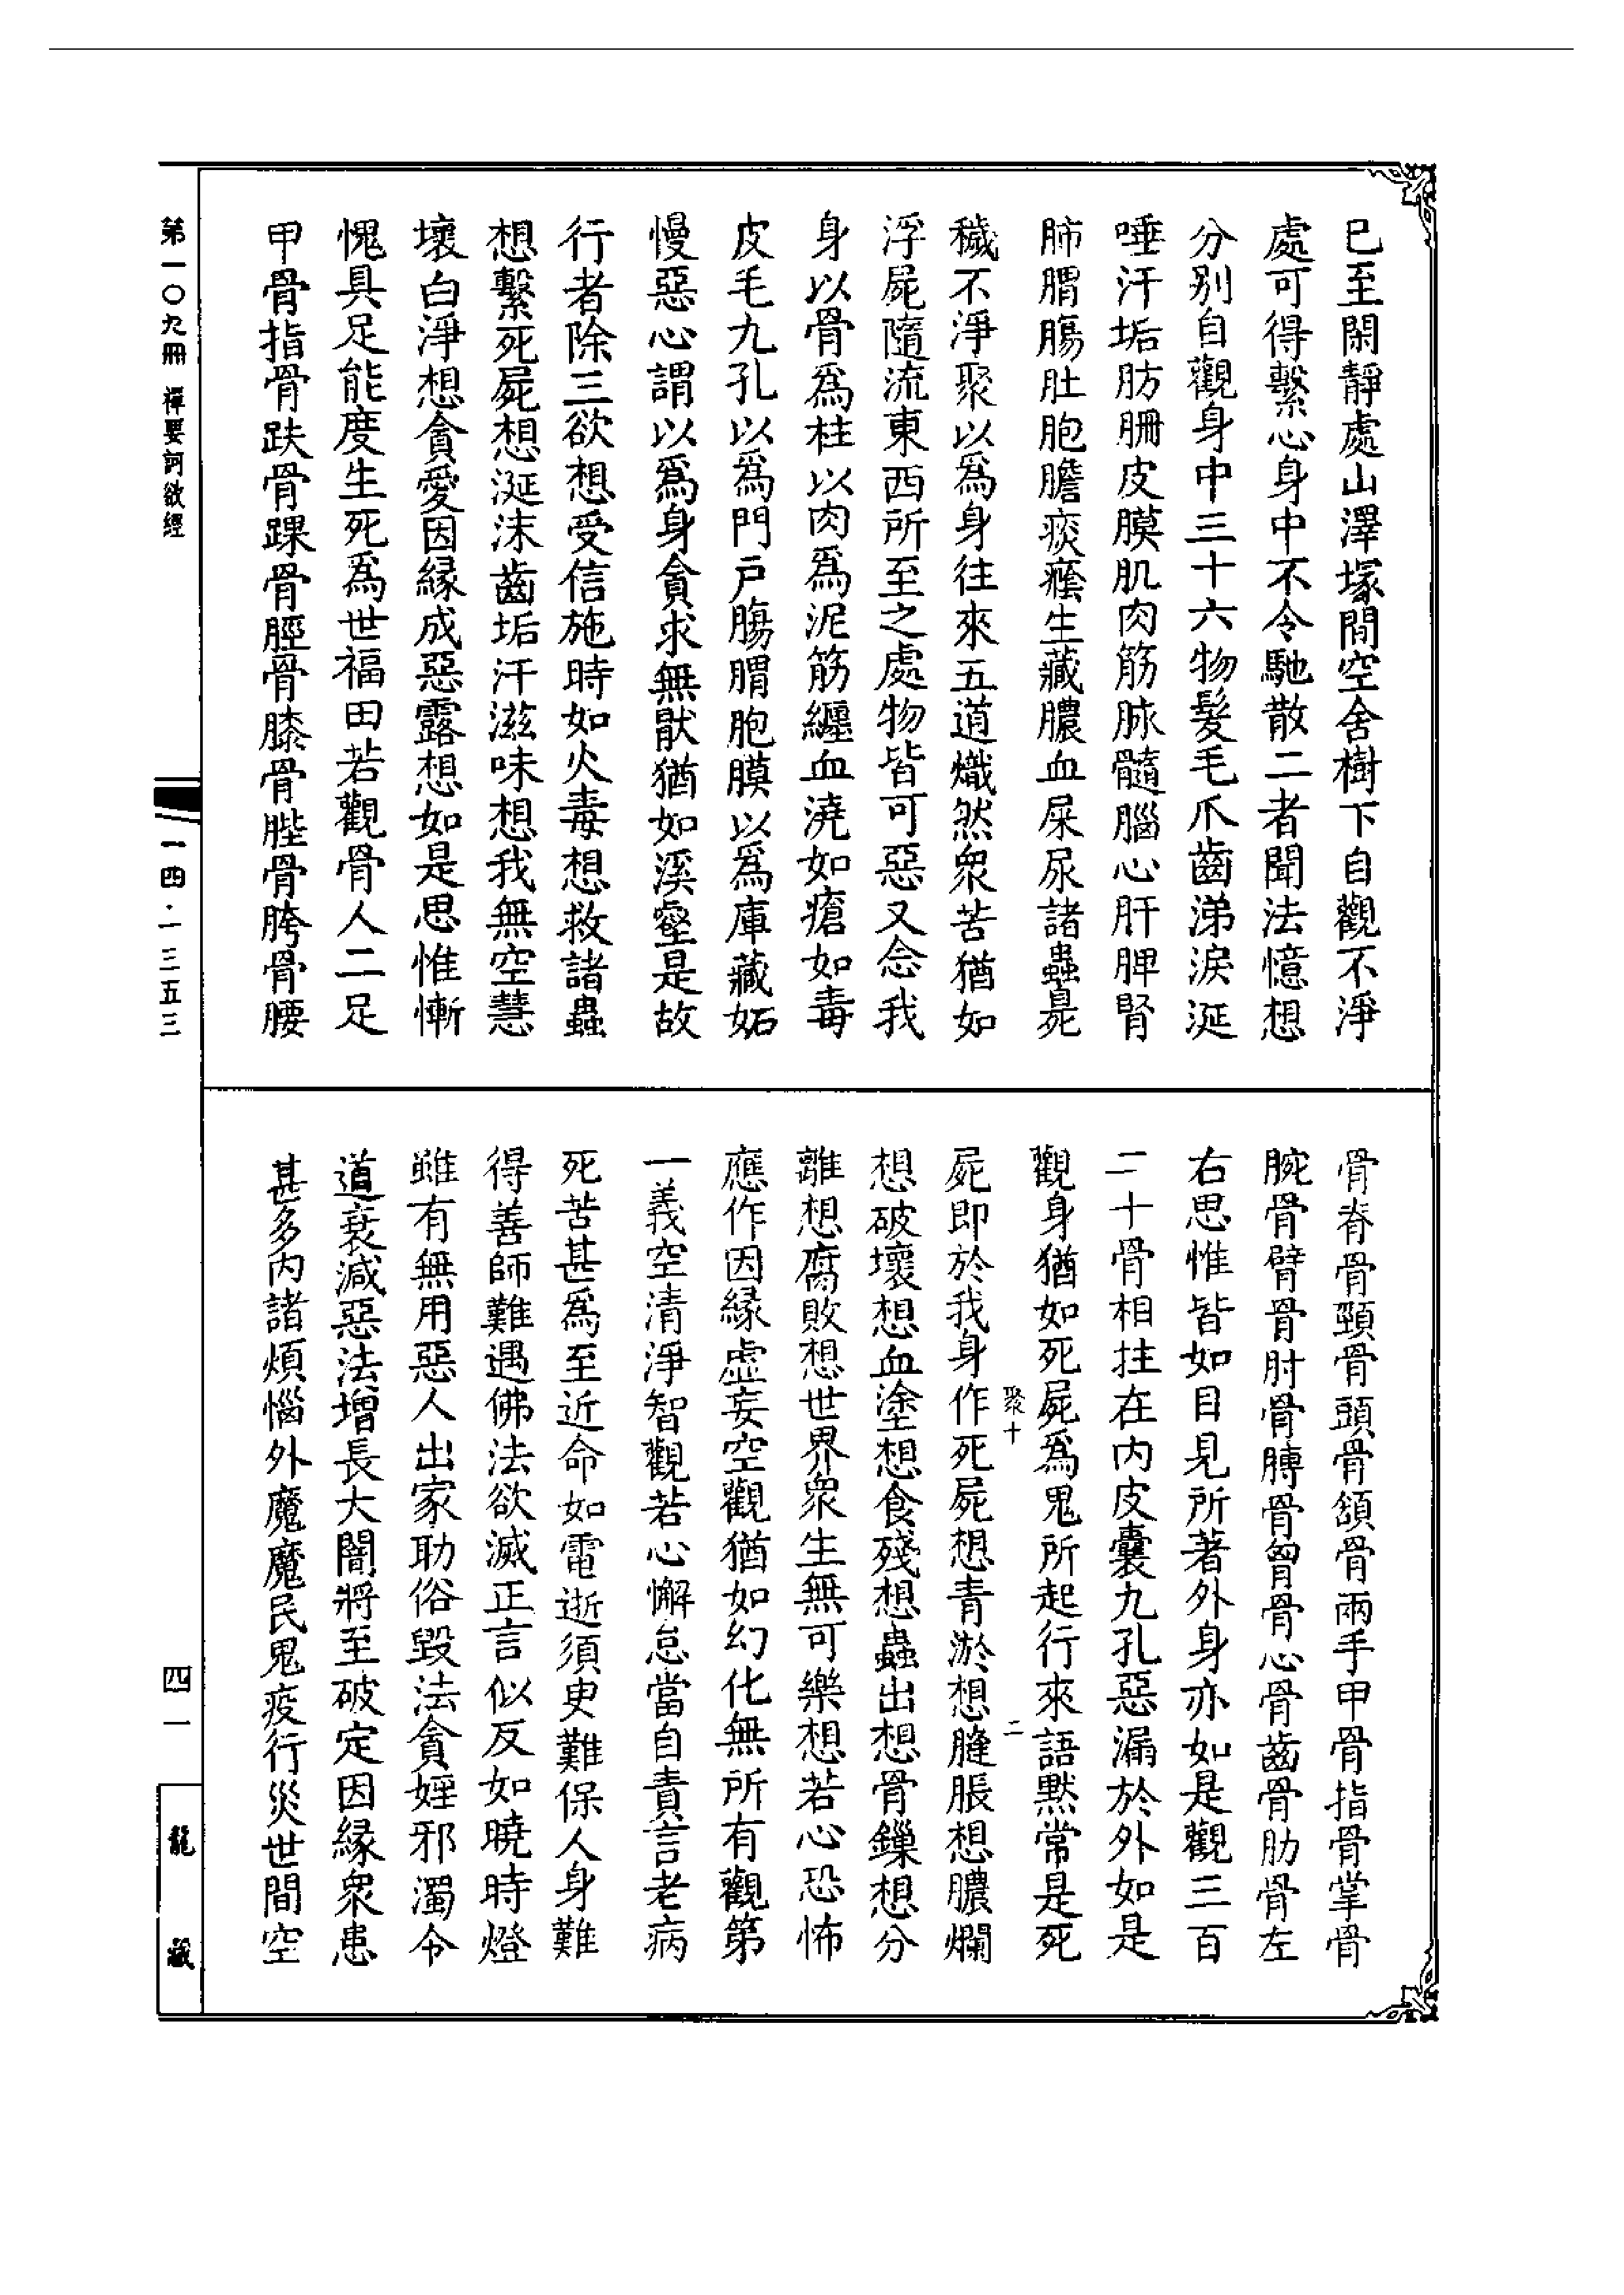 已至閑靜處山澤塚間空舍樹下自觀不淨
處可得繫心身中不令馳散二者聞法憶想
分别自觀身中三十六物髮毛爪齒涕淚涎
唾汗垢肪𦙱皮膜肌肉筋脉髓腦心肝脾腎
肺胃腸肚胞膽痰癊生藏膿血屎尿諸蟲臭
穢不淨聚以爲身往來五道熾然衆苦猶如
浮屍隨流東西所至之處物皆可惡又念我
身以骨爲柱以肉爲泥筋纒血澆如瘡如毒
皮毛九孔以爲門戶腸胃胞膜以爲庫藏妬
慢惡心謂以爲身貪求無猒猶如溪壑是故
行者除三欲想受信施時如火毒想救諸蟲
想繫死屍想涎沫齒垢汗滋味想我無空慧
壞白淨想貪愛因緣成惡露想如是思惟慚
愧具足能度生死爲世福田若觀骨人二足
甲骨指骨趺骨踝骨脛骨膝骨䏶骨胯骨腰
骨脊骨頸骨頭骨頷骨兩手甲骨指骨掌骨
腕骨臂骨肘骨膊骨胷骨心骨齒骨肋骨左
右思惟皆如目見所著外身亦如是觀三百
二十骨相拄在内皮囊九孔惡漏於外如是
觀身猶如死屍爲鬼所起行來語默常是死
聚十 二
屍即於我身作死屍想青淤想膖脹想膿爛
想破壞想血塗想食殘想蟲出想骨鏁想分
離想腐敗想世界衆生無可樂想若心恐怖
應作因緣虛妄空觀猶如幻化無所有觀第
一義空清淨智觀若心懈怠當自責言老病
死苦甚爲至近命如電逝須臾難保人身難
得善師難遇佛法欲滅正言似反如曉時燈
雖有無用惡人出家助俗毀法貪婬邪濁令
道衰減惡法增長大闇將至破定因緣衆患
甚多内諸煩惱外魔魔民鬼疫行災世間空
第一〇九冊 禪要訶欲經
一四·一三五三
四一
龍藏